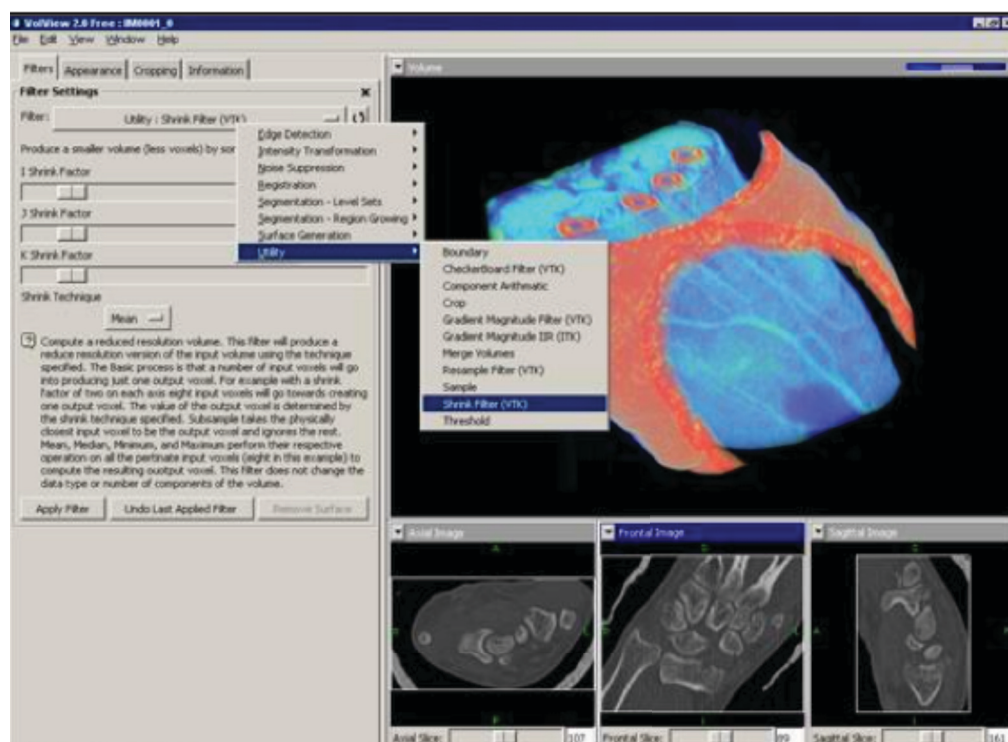 VolView 2.0 Free : IM0001_0
File Edit View Window Help
Filters Appearance Cropping Information
Filter Settings
Filter: Utility : Shrink Filter (VTK)
Produce a smaller volume (less voxels) by
I Shrink Factor
J Shrink Factor
K Shrink Factor
Shrink Technique
Mean
Compute a reduced resolution volume. This filter will produce a
reduce resolution version of the input volume using the technique
specified. The Basic process is that a number of input voxels will go
into producing just one output voxel. For example with a shrink
factor of two on each axis eight input voxels will go towards creating
one output voxel. The value of the output voxel is determined by
the shrink technique specified. Subsample takes the physically
closest input voxel to be the output voxel and ignores the rest.
Mean, Median, Minimum, and Maximum perform their respective
operation on all the pertinate input voxels (eight in this example) to
compute the resulting ouotput voxel. This filter does not change the
data type or number of components of the volume.
Apply Filter Undo Last Applied Filter Remove Surface
Edge Detection
Intensity Transformation
Noise Suppression
Registration
Segmentation - Level Sets
Segmentation - Region Growing
Surface Generation
Utility
Boundary
CheckerBoard Filter (VTK)
Component Arithmetic
Crop
Gradient Magnitude Filter (VTK)
Gradient Magnitude IIR (ITK)
Merge Volumes
Resample Filter (VTK)
Sample
Shrink Filter (VTK)
Threshold
Volume
Axial Image
Frontal Image
Sagittal Image
Axial Slice: 107
Frontal Slice: 89
Sagittal Slice: 161